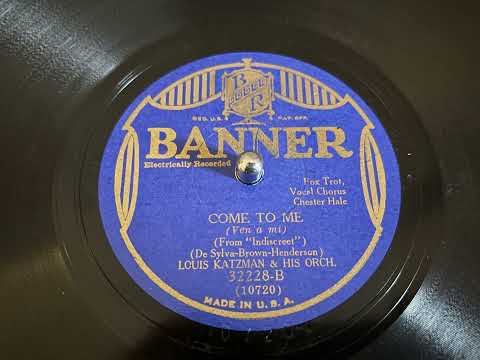 REG. U.S. PAT. OFF.
BANNER
Electrically Recorded
Fox Trot,
Vocal Chorus
Chester Hale
COME TO ME
(Ven a mi)
(From "Indiscreet")
(De Sylva-Brown-Henderson)
LOUIS KATZMAN & HIS ORCH.
32228-B
(10720)
MADE IN U.S.A.